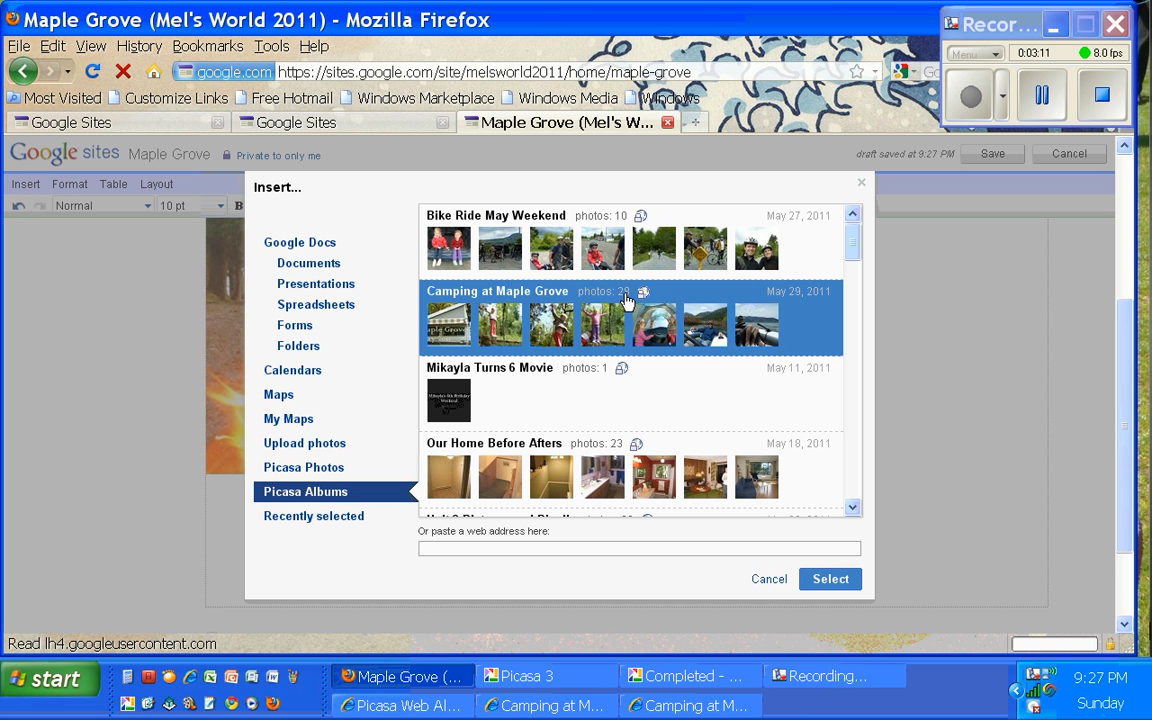 Maple Grove (Mel's World 2011) - Mozilla Firefox
Recor...
File Edit View History Bookmarks Tools Help
Menu 0:03:11 8.0 fps
google.com https://sites.google.com/site/melsworld2011/home/maple-grove
Most Visited Customize Links Free Hotmail Windows Marketplace Windows Media Windows
Google Sites Google Sites Maple Grove (Mel's W...
Google sites Maple Grove Private to only me draft saved at 9:27 PM Save Cancel
Insert Format Table Layout
Normal 10 pt B
Insert...
Google Docs
Documents
Presentations
Spreadsheets
Forms
Folders
Calendars
Maps
My Maps
Upload photos
Picasa Photos
Picasa Albums
Recently selected
Bike Ride May Weekend photos: 10 May 27, 2011
Camping at Maple Grove photos: May 29, 2011
Maple Grove
Mikayla Turns 6 Movie photos: 1 May 11, 2011
Our Home Before Afters photos: 23 May 18, 2011
Or paste a web address here:
Cancel Select
Read lh4.googleusercontent.com
start Maple Grove (... Picasa 3 Completed - ... Recording... 9:27 PM
Picasa Web Al... Camping at M... Camping at M... Sunday